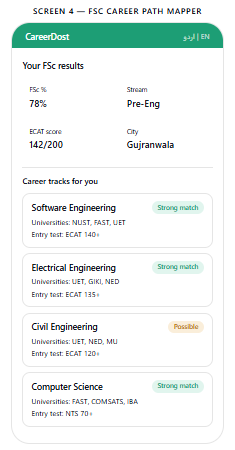 SCREEN 4 — FSC CAREER PATH MAPPER
CareerDost
اردو | EN
Your FSc results
FSc %
Stream
78%
Pre-Eng
ECAT score
City
142/200
Gujranwala
Career tracks for you
Software Engineering
Strong match
Universities: NUST, FAST, UET
Entry test: ECAT 140+
Electrical Engineering
Strong match
Universities: UET, GIKI, NED
Entry test: ECAT 135+
Civil Engineering
Possible
Universities: UET, NED, MU
Entry test: ECAT 120+
Computer Science
Strong match
Universities: FAST, COMSATS, IBA
Entry test: NTS 70+